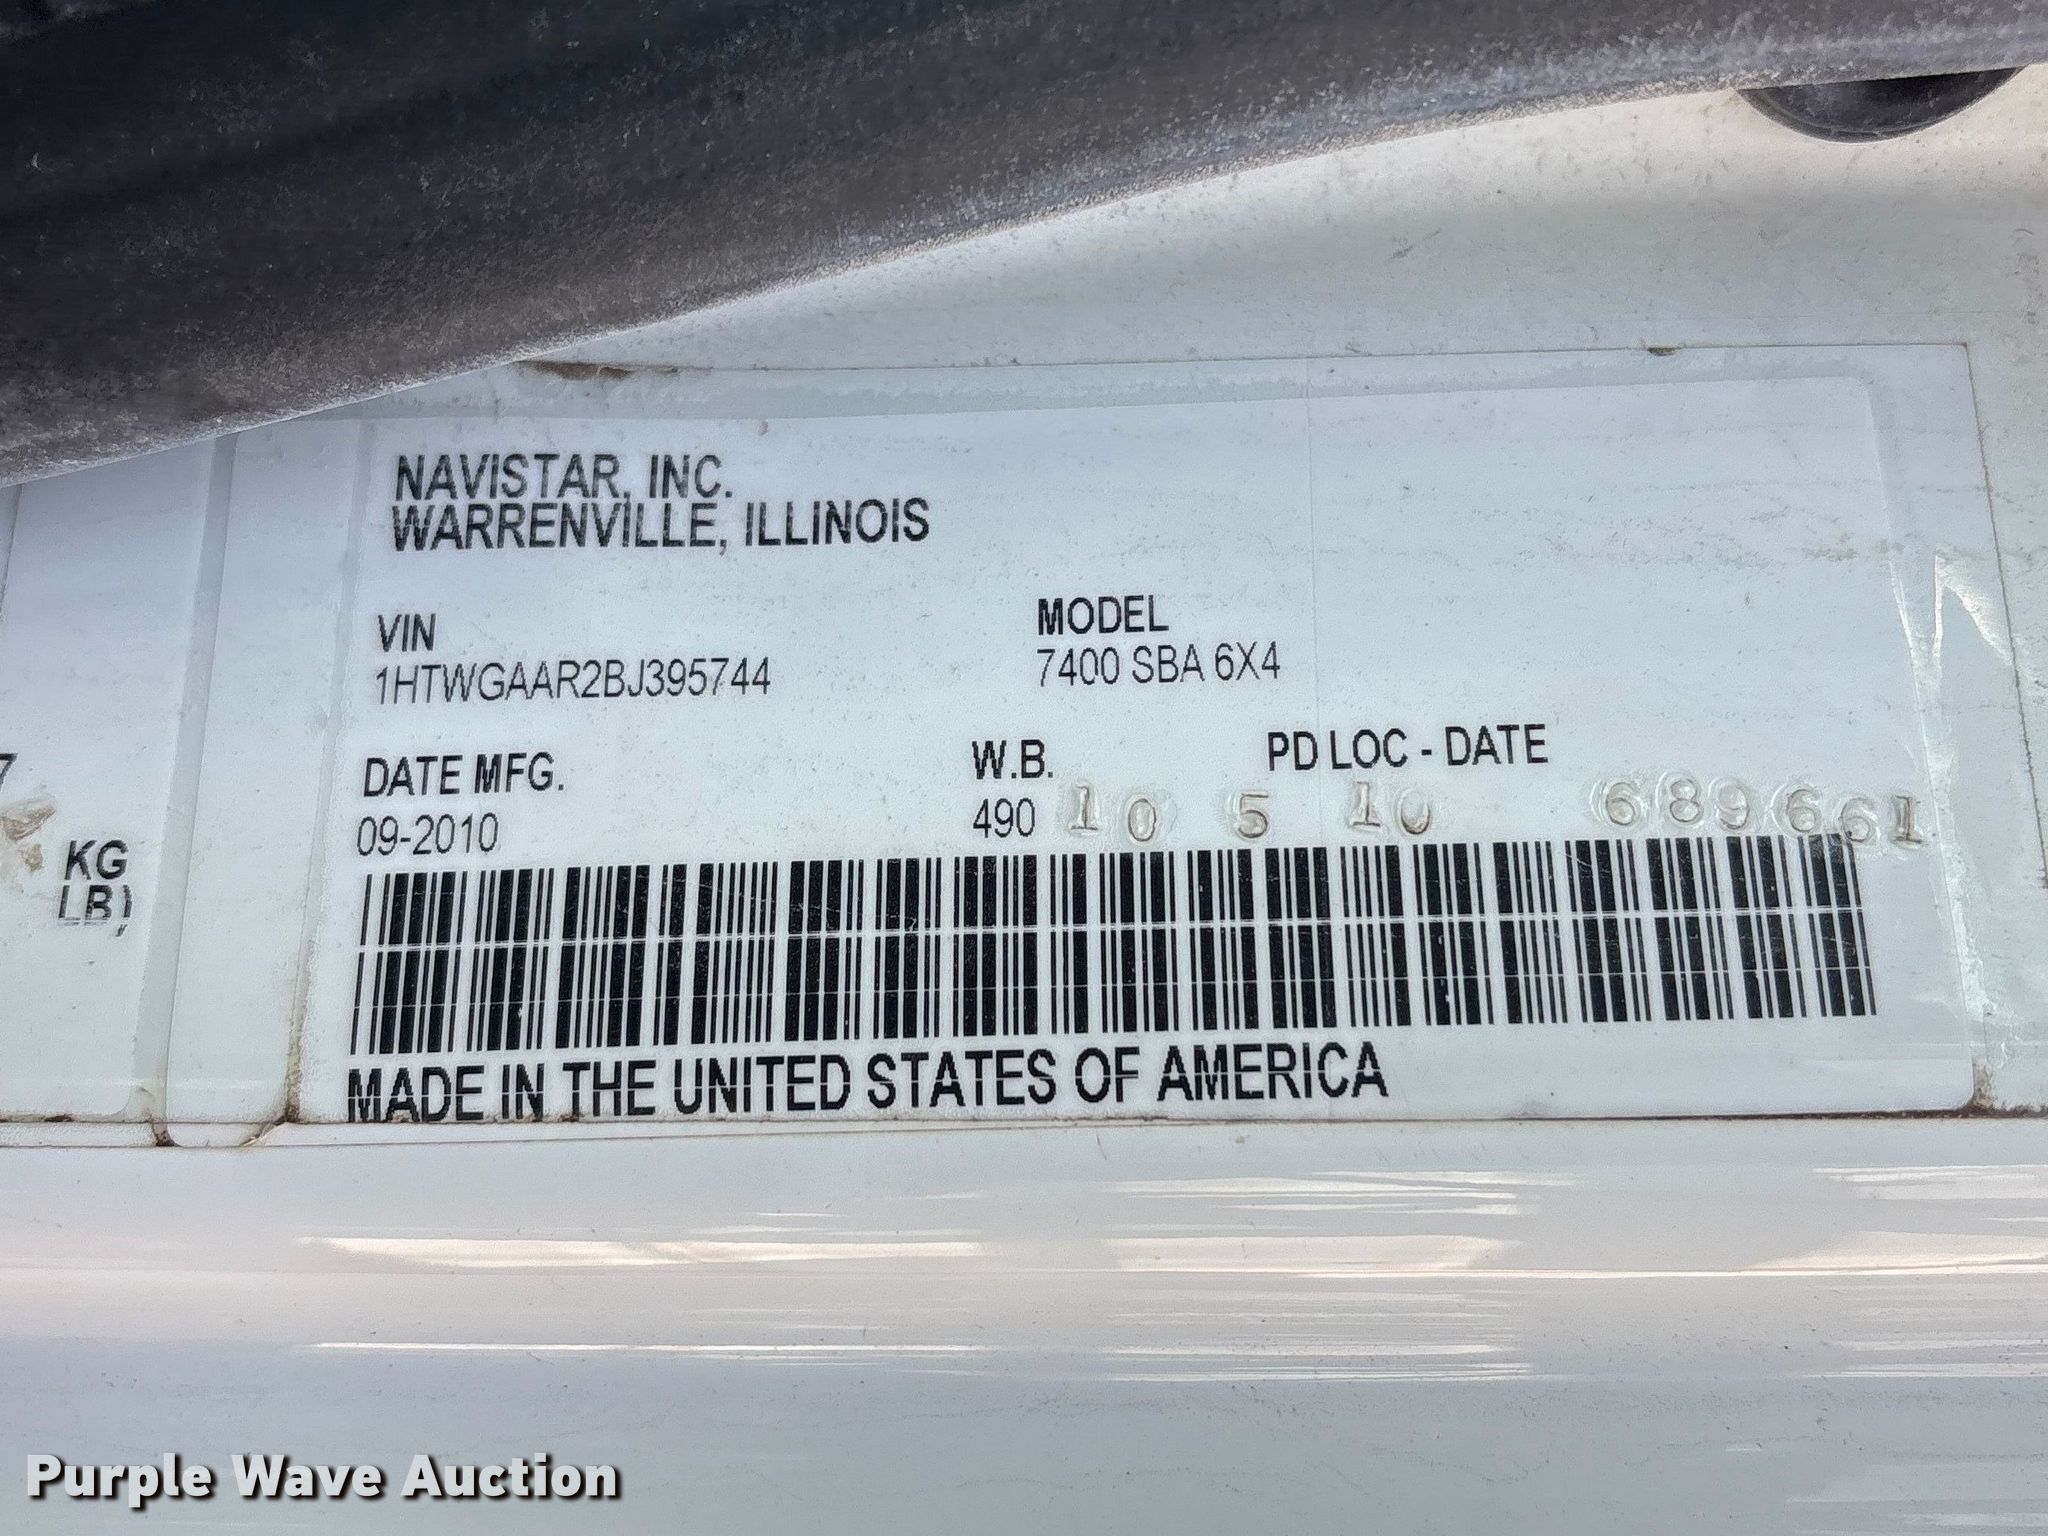 NAVISTAR, INC.
WARRENVILLE, ILLINOIS
VIN
1HTWGAAR2BJ395744
MODEL
7400 SBA 6X4
DATE MFG.
09-2010
W.B.
490
PD LOC - DATE
10 5 10 689661
7
KG
LB)
MADE IN THE UNITED STATES OF AMERICA
Purple Wave Auction